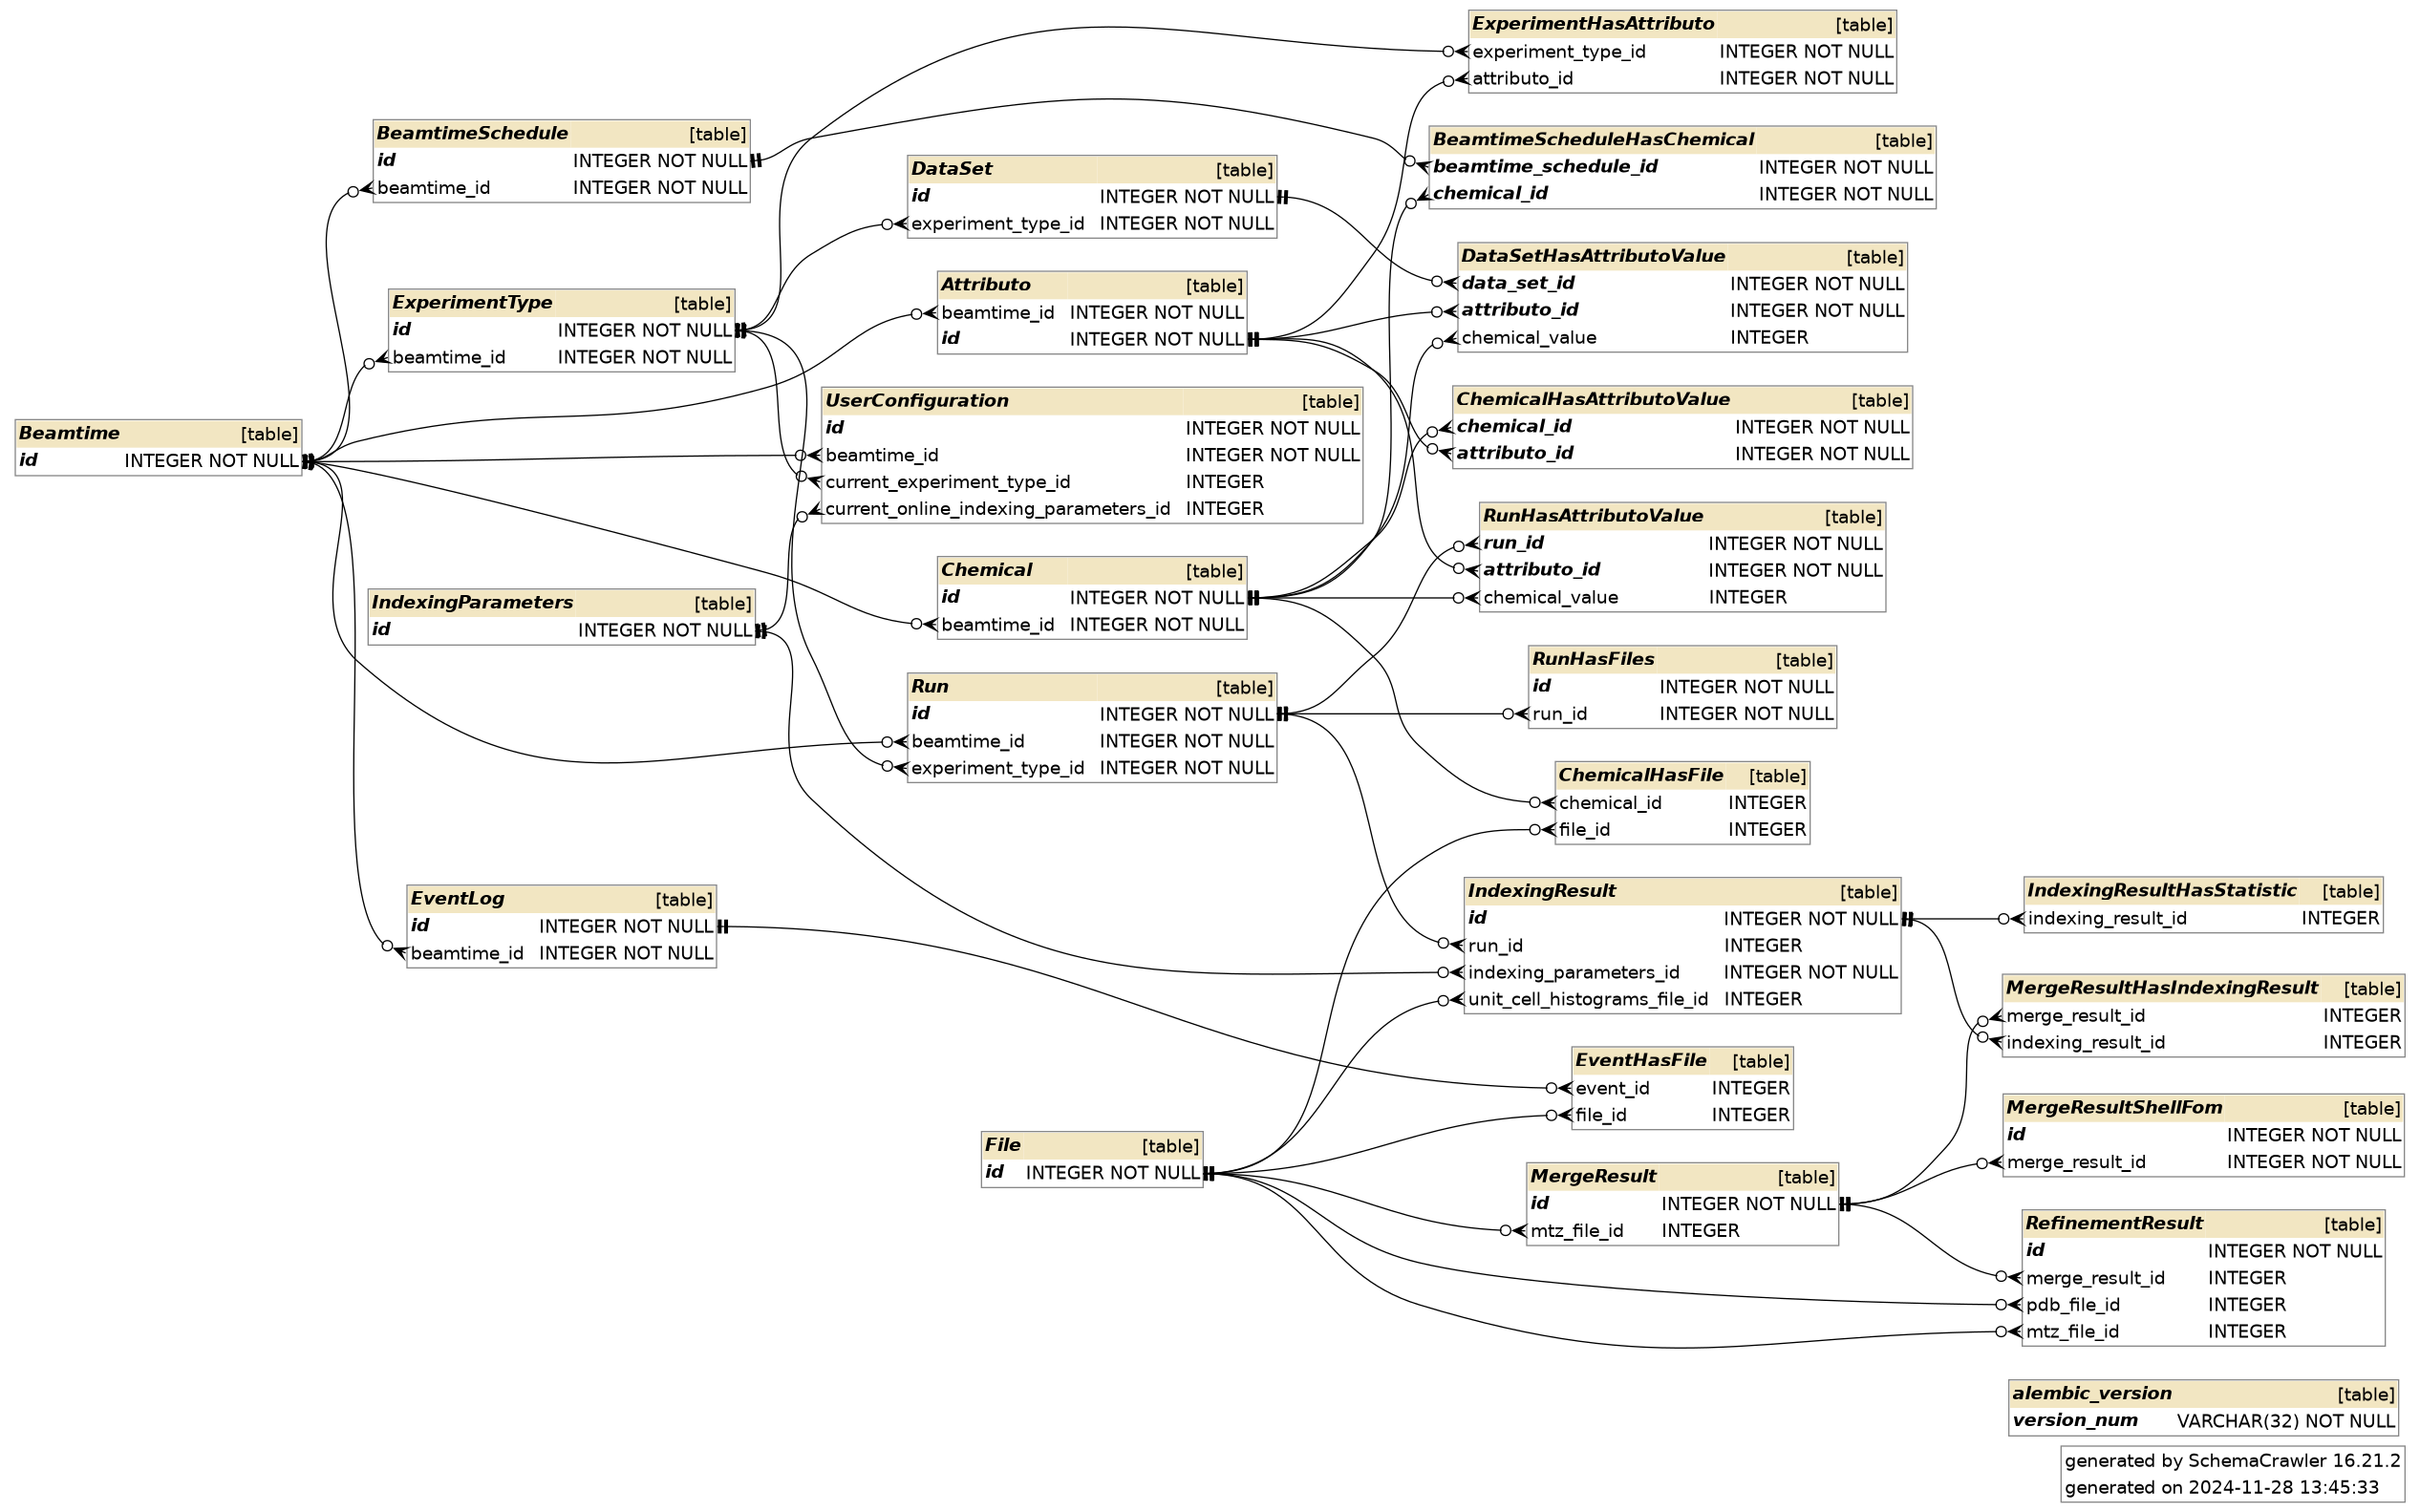 ExperimentHasAttributo [table]
experiment_type_id INTEGER NOT NULL
attributo_id INTEGER NOT NULL
BeamtimeSchedule [table]
id INTEGER NOT NULL
beamtime_id INTEGER NOT NULL
BeamtimeScheduleHasChemical [table]
beamtime_schedule_id INTEGER NOT NULL
chemical_id INTEGER NOT NULL
DataSet [table]
id INTEGER NOT NULL
experiment_type_id INTEGER NOT NULL
DataSetHasAttributoValue [table]
data_set_id INTEGER NOT NULL
attributo_id INTEGER NOT NULL
chemical_value INTEGER
Attributo [table]
beamtime_id INTEGER NOT NULL
id INTEGER NOT NULL
ExperimentType [table]
id INTEGER NOT NULL
beamtime_id INTEGER NOT NULL
UserConfiguration [table]
id INTEGER NOT NULL
beamtime_id INTEGER NOT NULL
current_experiment_type_id INTEGER
current_online_indexing_parameters_id INTEGER
ChemicalHasAttributoValue [table]
chemical_id INTEGER NOT NULL
attributo_id INTEGER NOT NULL
Beamtime [table]
id INTEGER NOT NULL
RunHasAttributoValue [table]
run_id INTEGER NOT NULL
attributo_id INTEGER NOT NULL
chemical_value INTEGER
Chemical [table]
id INTEGER NOT NULL
beamtime_id INTEGER NOT NULL
IndexingParameters [table]
id INTEGER NOT NULL
RunHasFiles [table]
id INTEGER NOT NULL
run_id INTEGER NOT NULL
Run [table]
id INTEGER NOT NULL
beamtime_id INTEGER NOT NULL
experiment_type_id INTEGER NOT NULL
ChemicalHasFile [table]
chemical_id INTEGER
file_id INTEGER
IndexingResult [table]
id INTEGER NOT NULL
run_id INTEGER
indexing_parameters_id INTEGER NOT NULL
unit_cell_histograms_file_id INTEGER
IndexingResultHasStatistic [table]
indexing_result_id INTEGER
EventLog [table]
id INTEGER NOT NULL
beamtime_id INTEGER NOT NULL
MergeResultHasIndexingResult [table]
merge_result_id INTEGER
indexing_result_id INTEGER
EventHasFile [table]
event_id INTEGER
file_id INTEGER
MergeResultShellFom [table]
id INTEGER NOT NULL
merge_result_id INTEGER NOT NULL
File [table]
id INTEGER NOT NULL
MergeResult [table]
id INTEGER NOT NULL
mtz_file_id INTEGER
RefinementResult [table]
id INTEGER NOT NULL
merge_result_id INTEGER
pdb_file_id INTEGER
mtz_file_id INTEGER
alembic_version [table]
version_num VARCHAR(32) NOT NULL
generated by SchemaCrawler 16.21.2
generated on 2024-11-28 13:45:33